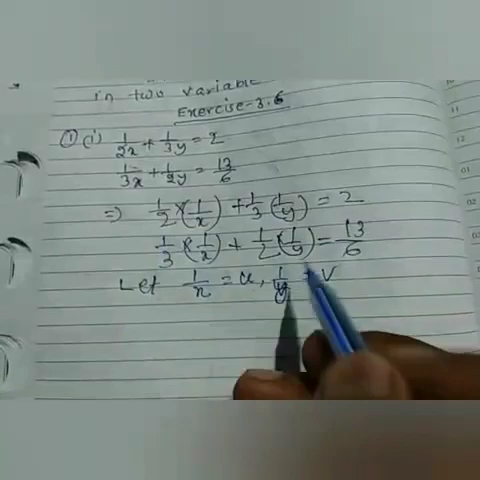 in two variable
Exercise-3.6
① (i) 1/2x + 1/3y = 2
1/3x + 1/2y = 13/6
⇒ 1/2 × (1/x) + 1/3 (1/y) = 2
1/3 × (1/x) + 1/2 × (1/y) = 13/6
Let 1/x = u, 1/y = v